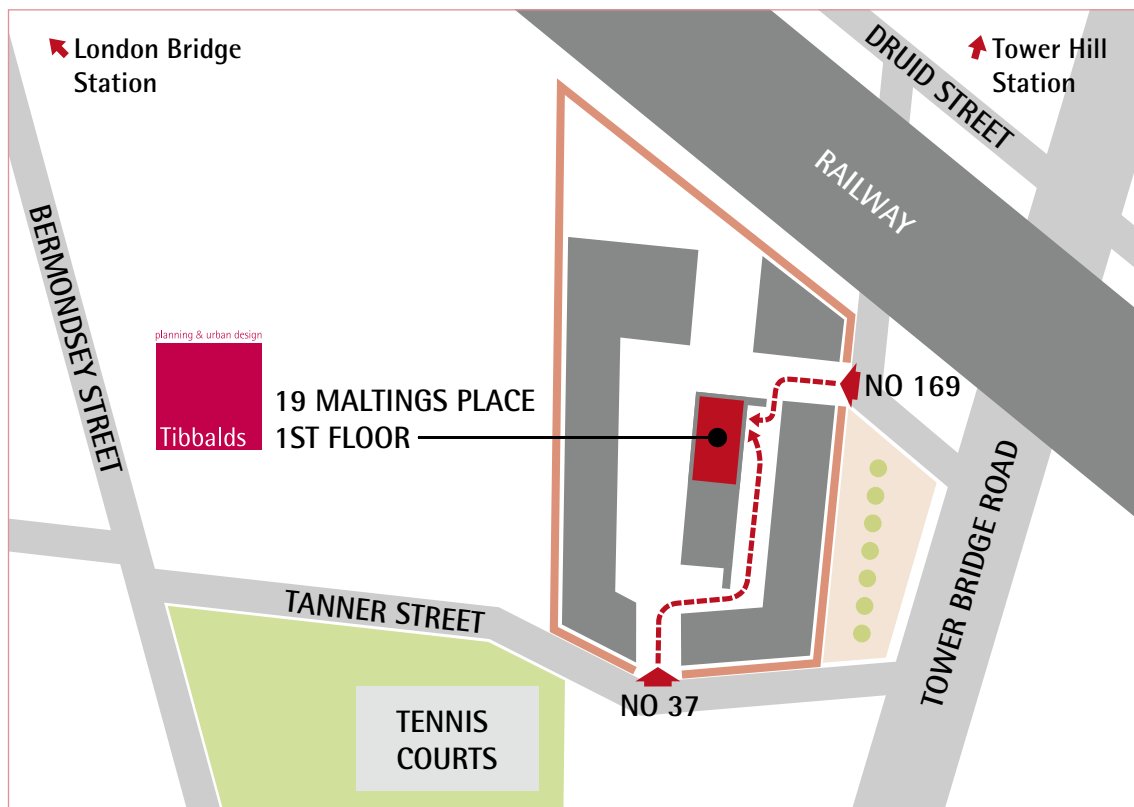 London Bridge
Station
Tower Hill
Station
DRUID STREET
RAILWAY
BERMONDSEY STREET
planning & urban design
Tibbalds
19 MALTINGS PLACE
1ST FLOOR
NO 169
TOWER BRIDGE ROAD
TANNER STREET
NO 37
TENNIS
COURTS